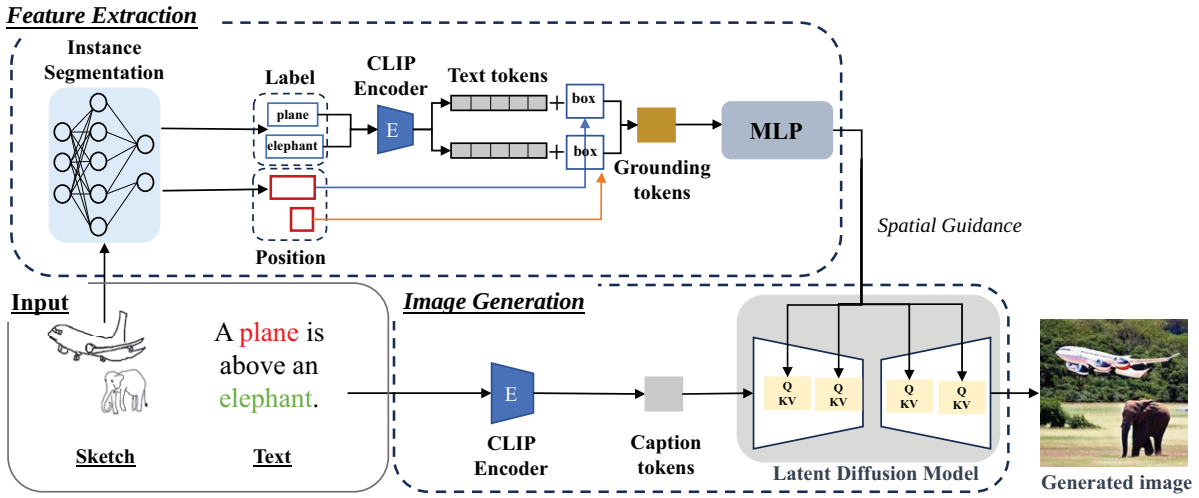 Feature Extraction
Instance
Segmentation
Label
plane
elephant
Position
CLIP
Encoder
E
Text tokens
+
box
+
box
Grounding
tokens
MLP
Spatial Guidance
Input
A plane is
above an
elephant.
Sketch
Text
Image Generation
E
CLIP
Encoder
Caption
tokens
Q
KV
Q
KV
Q
KV
Q
KV
Latent Diffusion Model
Generated image